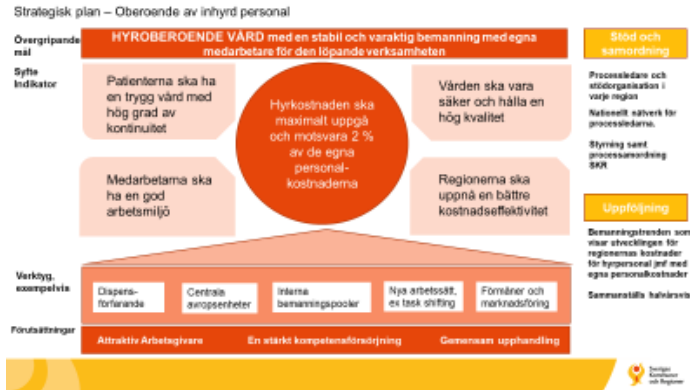 Strategisk plan – Oberoende av inhyrd personal
Övergripande
mål
HYROBEROENDE VÅRD med en stabil och varaktig bemanning med egna
medarbetare för den löpande verksamheten
Syfte
Indikator
Patienterna ska ha
en trygg vård med
hög grad av
kontinuitet
Hyrkostnaden ska
maximalt uppgå
och motsvara 2 %
av de egna
personal-
kostnaderna
Vården ska vara
säker och hålla en
hög kvalitet
Medarbetarna ska
ha en god
arbetsmiljö
Regionerna ska
uppnå en bättre
kostnadseffektivitet
Verktyg,
exempelvis
Dispens-
förfarande
Centrala
avropsenheter
Interna
bemanningspooler
Nya arbetssätt,
ex task shifting
Förmåner och
marknadsföring
Förutsättningar
Attraktiv Arbetsgivare
En stärkt kompetensförsörjning
Gemensam upphandling
Stöd och
samordning
Processledare och
stödorganisation i
varje region
Nationellt nätverk för
processledarna.
Styrning samt
processamordning
SKR
Uppföljning
Bemanningstrenden som
visar utvecklingen för
regionernas kostnader
för hyrpersonal jmf med
egna personalkostnader
Sammanställs halvårsvis
Sveriges
Kommuner
och Regioner